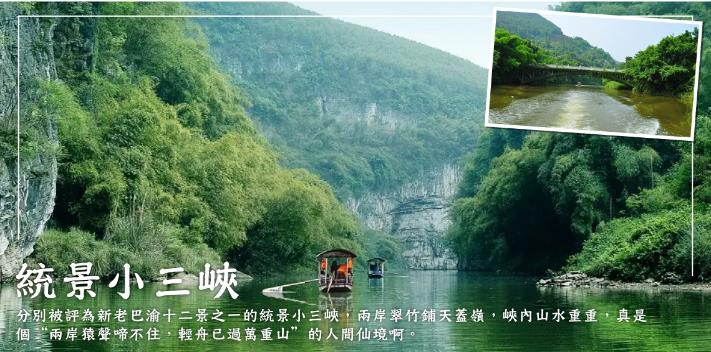 統景小三峽
分別被評為新老巴渝十二景之一的統景小三峽，兩岸翠竹鋪天蓋嶺，峽內山水重重，真是
個“兩岸猿聲啼不住，輕舟已過萬重山”的人間仙境啊。